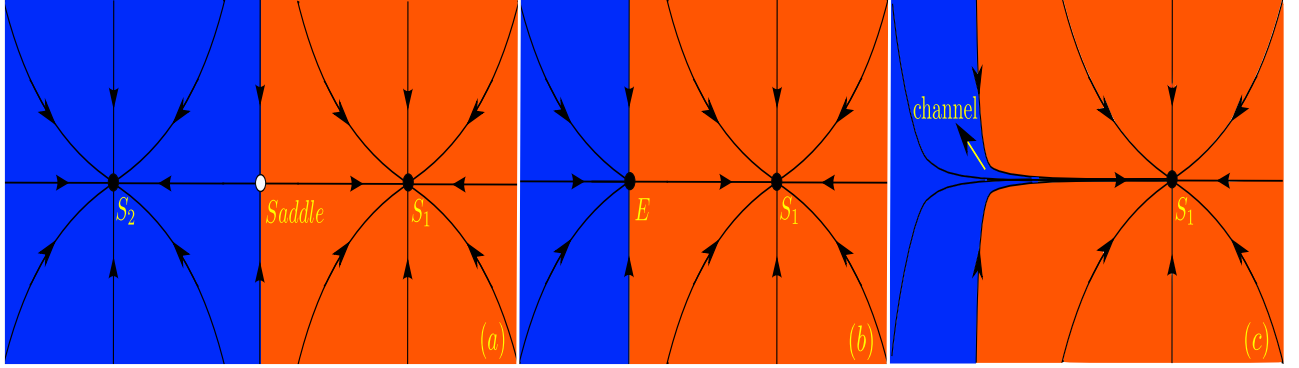 S₂
Saddle
S₁
(a)
E
S₁
(b)
channel
S₁
(c)